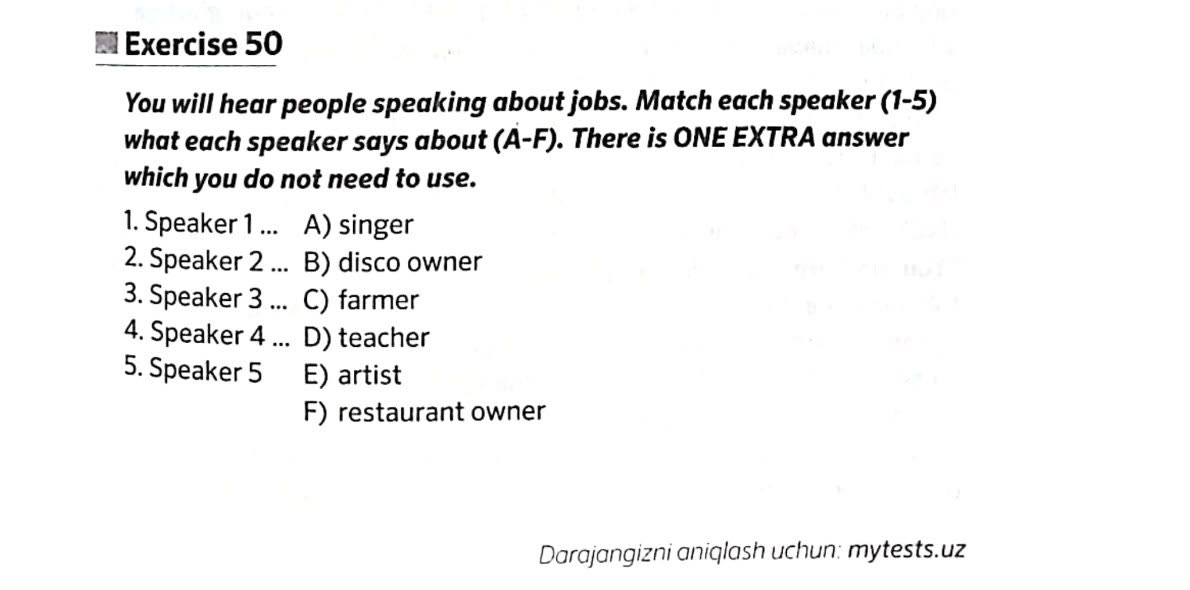 Exercise 50
You will hear people speaking about jobs. Match each speaker (1-5)
what each speaker says about (A-F). There is ONE EXTRA answer
which you do not need to use.
1. Speaker 1 ... A) singer
2. Speaker 2 ... B) disco owner
3. Speaker 3 ... C) farmer
4. Speaker 4 ... D) teacher
5. Speaker 5 E) artist
F) restaurant owner
Darajangizni aniqlash uchun: mytests.uz